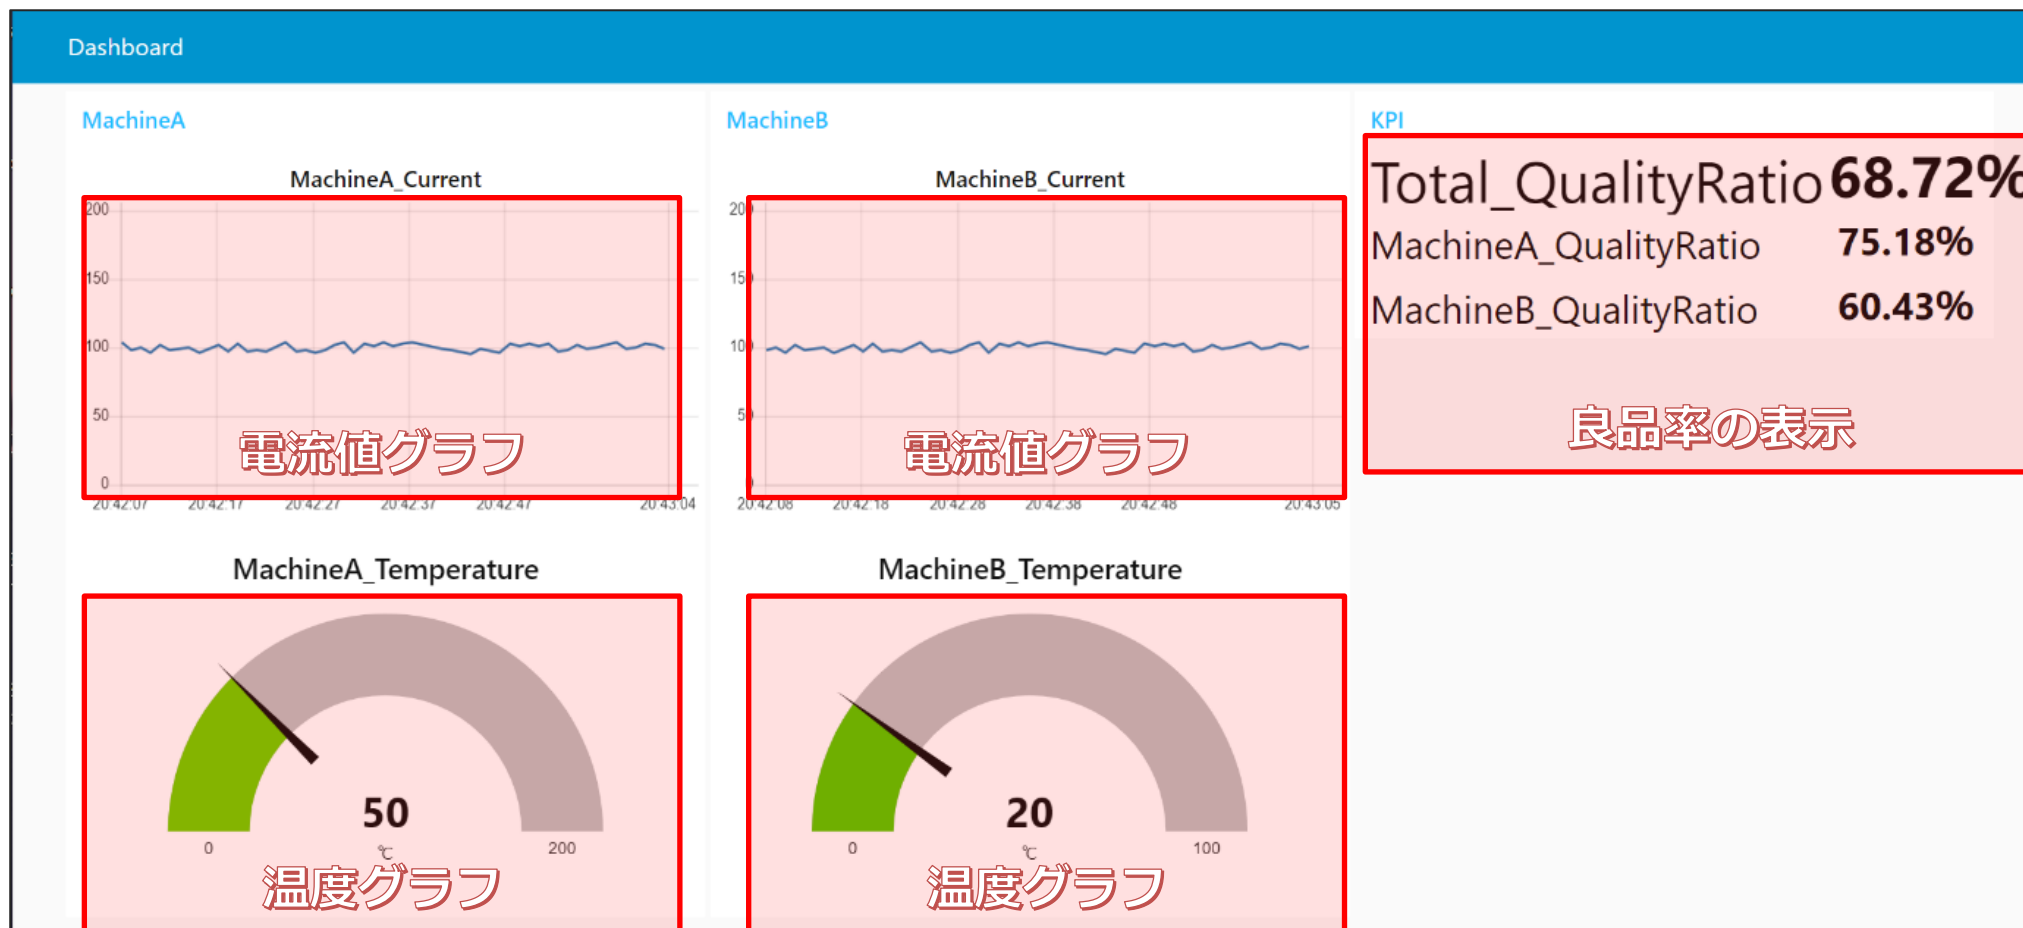 Dashboard
MachineA
MachineA_Current
200
150
100
50
0
電流値グラフ
20:42:07 20:42:17 20:42:27 20:42:37 20:42:47 20:43:04
MachineA_Temperature
50
0 ℃ 200
温度グラフ
MachineB
MachineB_Current
200
150
100
50
電流値グラフ
20:42:08 20:42:18 20:42:28 20:42:38 20:42:48 20:43:05
MachineB_Temperature
20
0 ℃ 100
温度グラフ
KPI
Total_QualityRatio 68.72%
MachineA_QualityRatio 75.18%
MachineB_QualityRatio 60.43%
良品率の表示